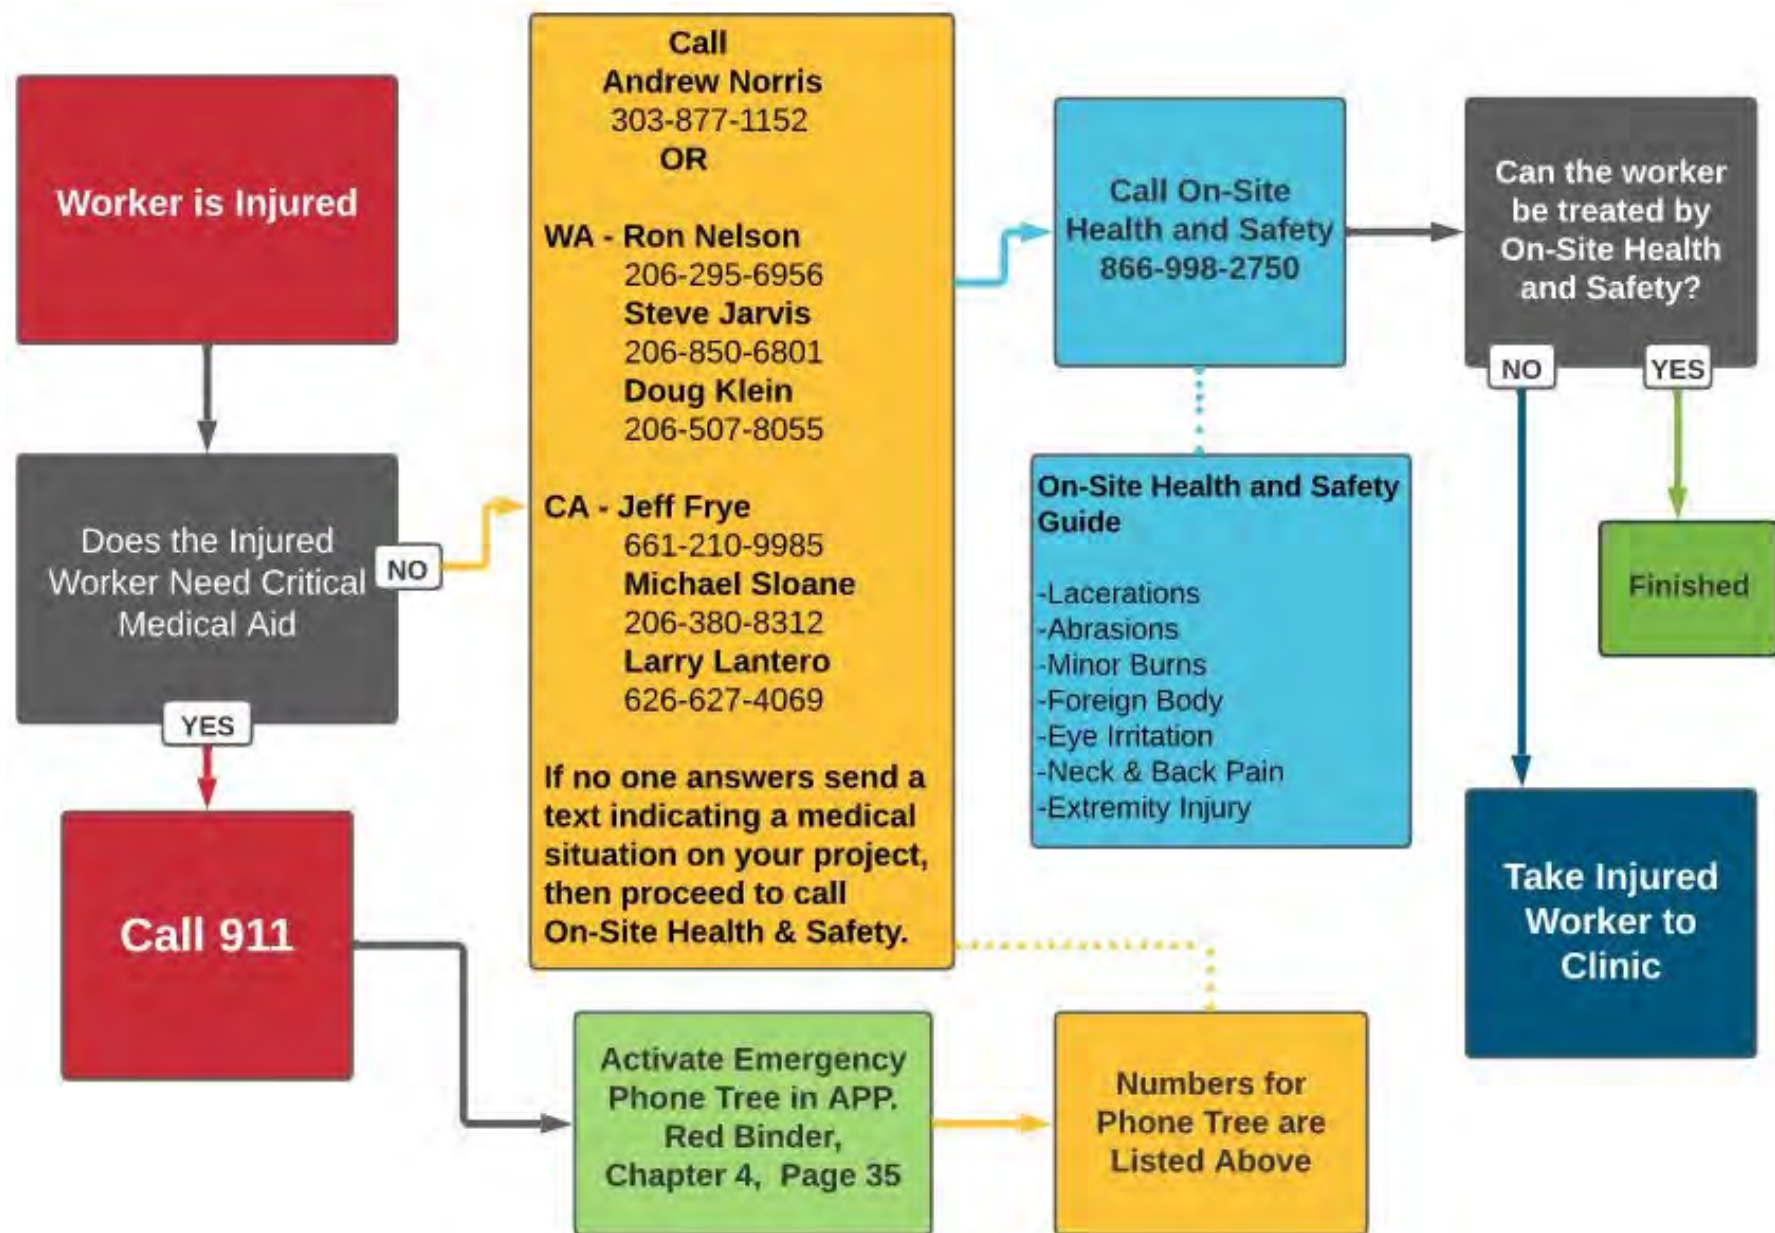 Worker is Injured
Does the Injured
Worker Need Critical
Medical Aid
NO
YES
Call 911
Call
Andrew Norris
303-877-1152
OR
WA - Ron Nelson
206-295-6956
Steve Jarvis
206-850-6801
Doug Klein
206-507-8055
CA - Jeff Frye
661-210-9985
Michael Sloane
206-380-8312
Larry Lantero
626-627-4069
If no one answers send a
text indicating a medical
situation on your project,
then proceed to call
On-Site Health & Safety.
Call On-Site
Health and Safety
866-998-2750
On-Site Health and Safety
Guide
-Lacerations
-Abrasions
-Minor Burns
-Foreign Body
-Eye Irritation
-Neck & Back Pain
-Extremity Injury
Can the worker
be treated by
On-Site Health
and Safety?
NO
YES
Finished
Take Injured
Worker to
Clinic
Activate Emergency
Phone Tree in APP.
Red Binder,
Chapter 4, Page 35
Numbers for
Phone Tree are
Listed Above